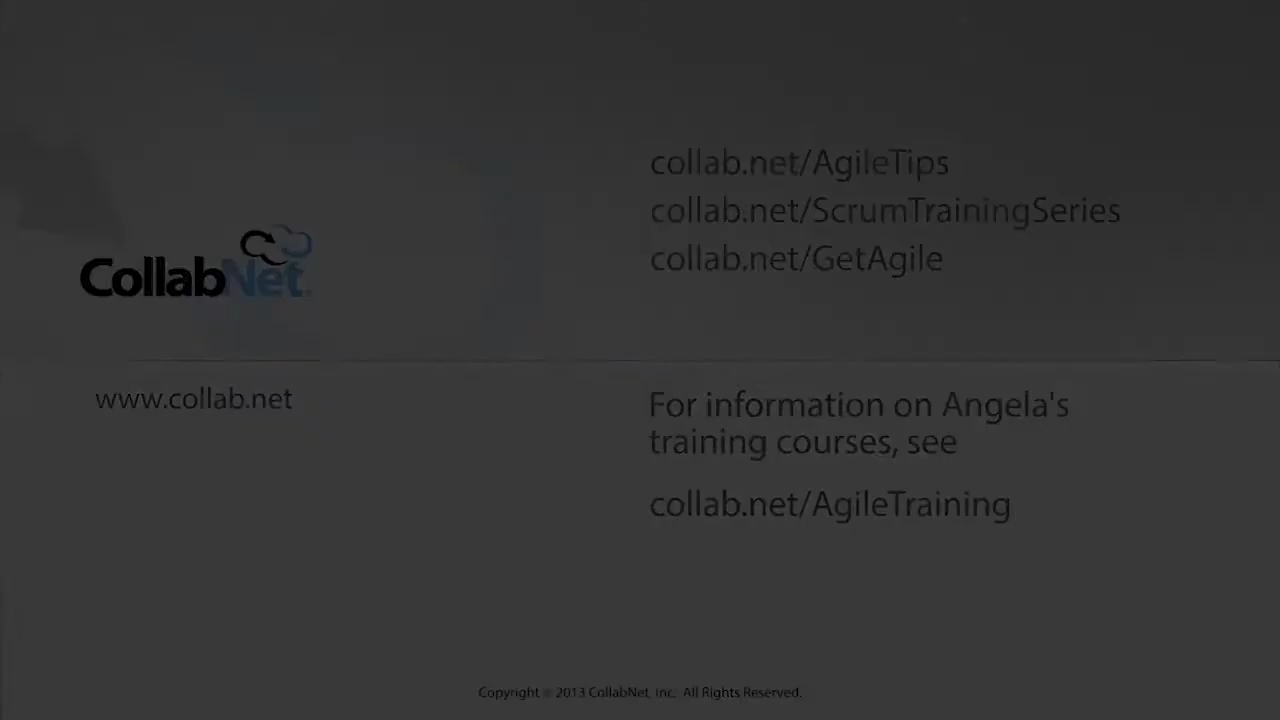 CollabNet
www.collab.net
collab.net/AgileTips
collab.net/ScrumTrainingSeries
collab.net/GetAgile
For information on Angela's
training courses, see
collab.net/AgileTraining
Copyright © 2013 CollabNet, Inc. All Rights Reserved.